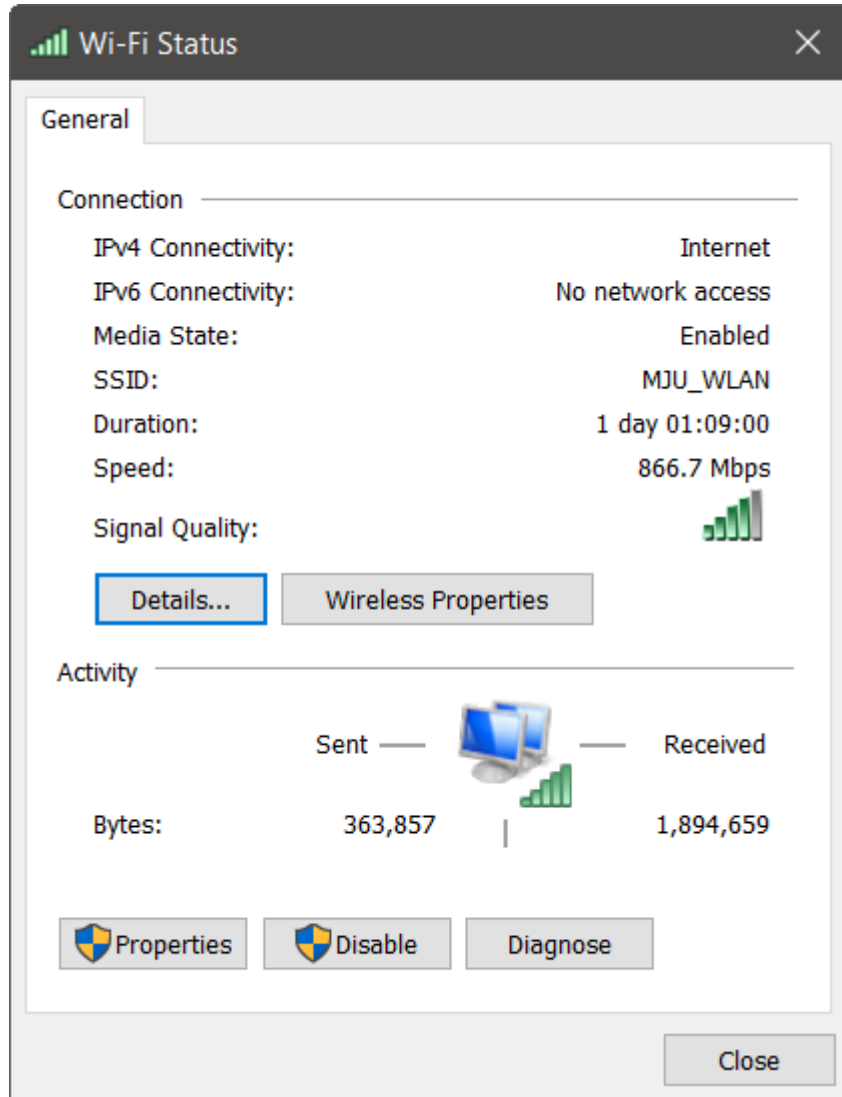 Wi-Fi Status
General
Connection
IPv4 Connectivity: Internet
IPv6 Connectivity: No network access
Media State: Enabled
SSID: MJU_WLAN
Duration: 1 day 01:09:00
Speed: 866.7 Mbps
Signal Quality:
Details... Wireless Properties
Activity
Sent Received
Bytes: 363,857 1,894,659
Properties Disable Diagnose
Close